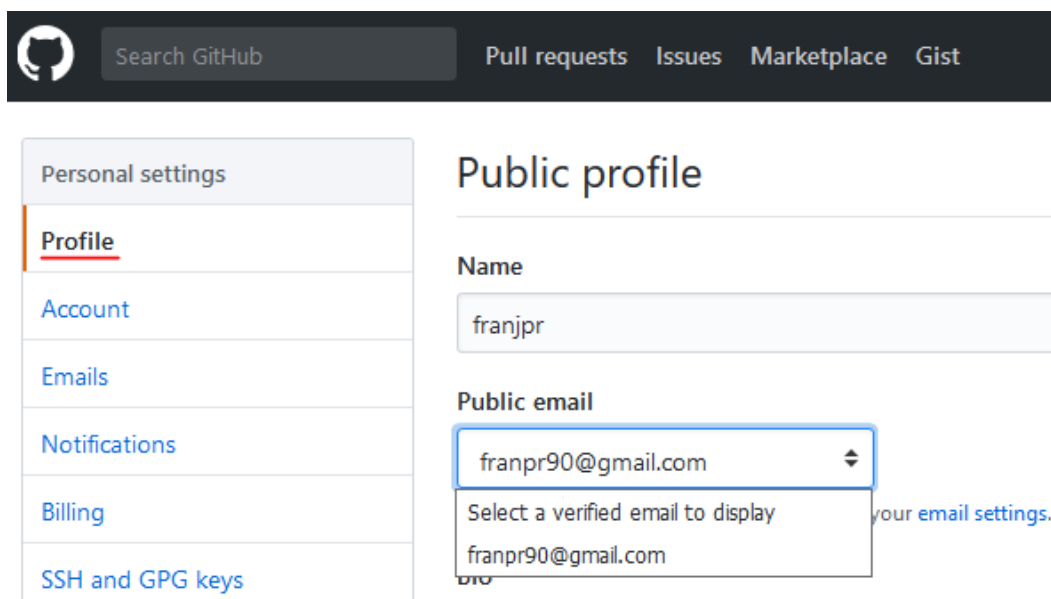 Search GitHub Pull requests Issues Marketplace Gist
Personal settings
Profile
Account
Emails
Notifications
Billing
SSH and GPG keys
Public profile
Name
franjpr
Public email
franpr90@gmail.com
Select a verified email to display
your email settings.
franpr90@gmail.com
Bio